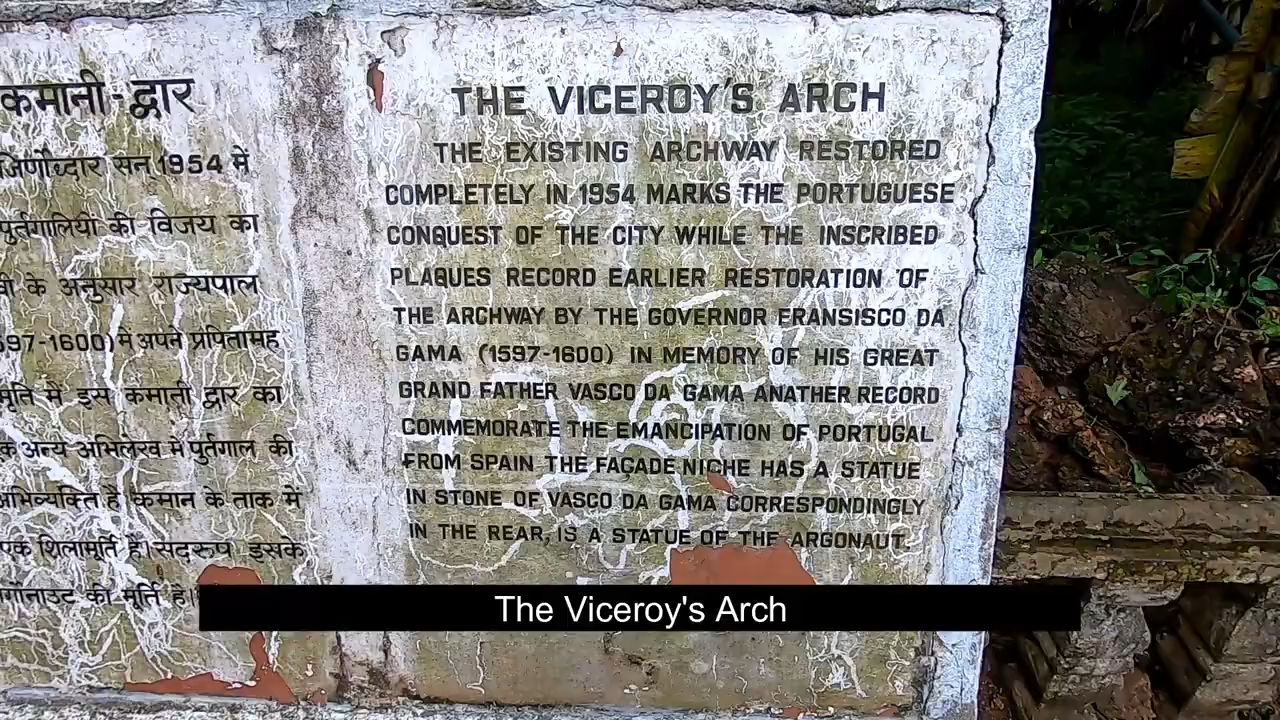 कमानी-द्वार
जिर्णोध्दार सन 1954 में
पुर्तगालियों की विजय का
के अनुसार राज्यपाल
597-1600) में अपने प्रपितामह
मे इस कमानी द्वार का
अन्य अभिलेख मे पुर्तगाल की
अभिव्यक्ति है कमान के ताक मे
एक शिलामूर्ति है। सदरूप इसके
की मूर्ति है।
THE VICEROY'S ARCH
THE EXISTING ARCHWAY RESTORED
COMPLETELY IN 1954 MARKS THE PORTUGUESE
CONQUEST OF THE CITY WHILE THE INSCRIBED
PLAQUES RECORD EARLIER RESTORATION OF
THE ARCHWAY BY THE GOVERNOR FRANSISCO DA
GAMA (1597-1600) IN MEMORY OF HIS GREAT
GRAND FATHER VASCO DA GAMA ANATHER RECORD
COMMEMORATE THE EMANCIPATION OF PORTUGAL
FROM SPAIN THE FAÇADE NICHE HAS A STATUE
IN STONE OF VASCO DA GAMA CORRESPONDINGLY
IN THE REAR, IS A STATUE OF THE ARGONAUT.
The Viceroy's Arch